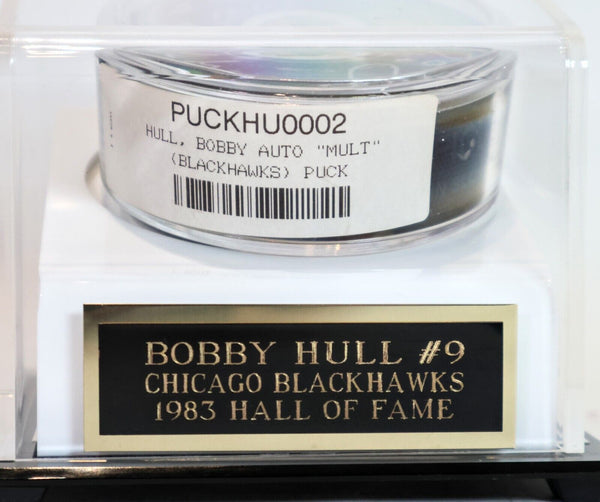 PUCKHU0002
HULL, BOBBY AUTO "MULT"
(BLACKHAWKS) PUCK
BOBBY HULL #9
CHICAGO BLACKHAWKS
1983 HALL OF FAME